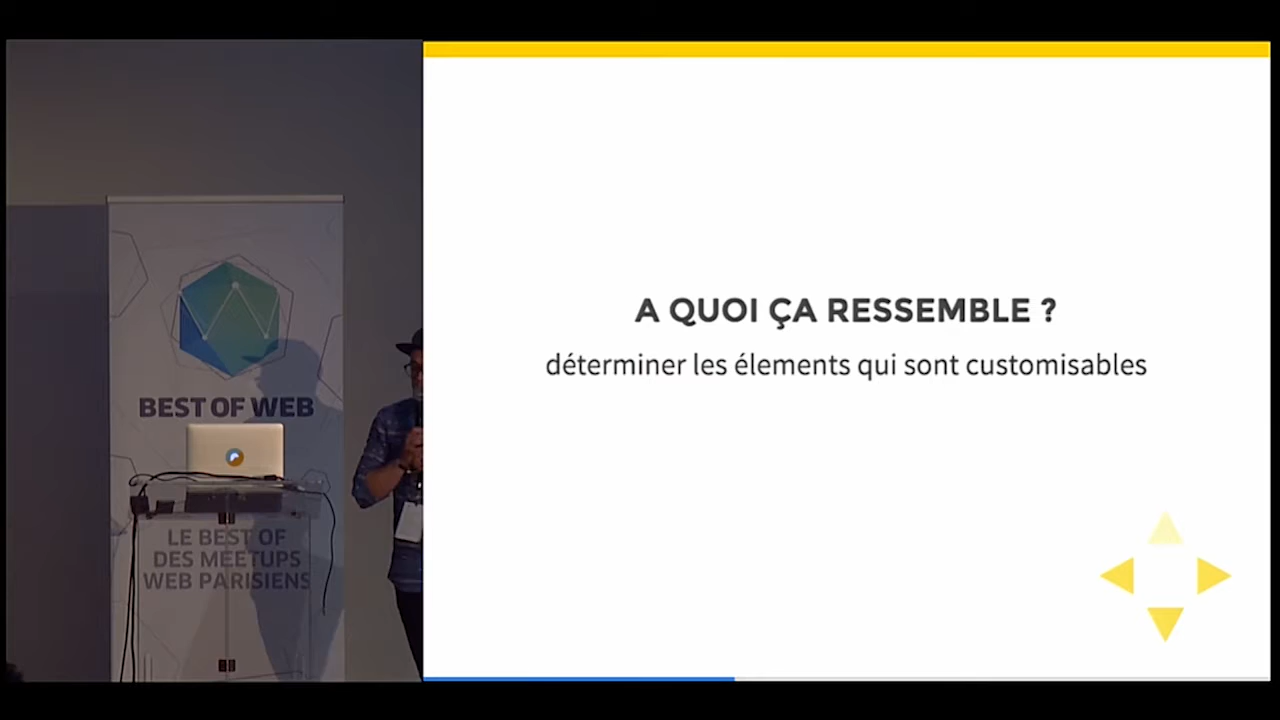 BEST OF WEB
LE BEST OF
DES MEETUPS
WEB PARISIENS
A QUOI ÇA RESSEMBLE ?
déterminer les élements qui sont customisables